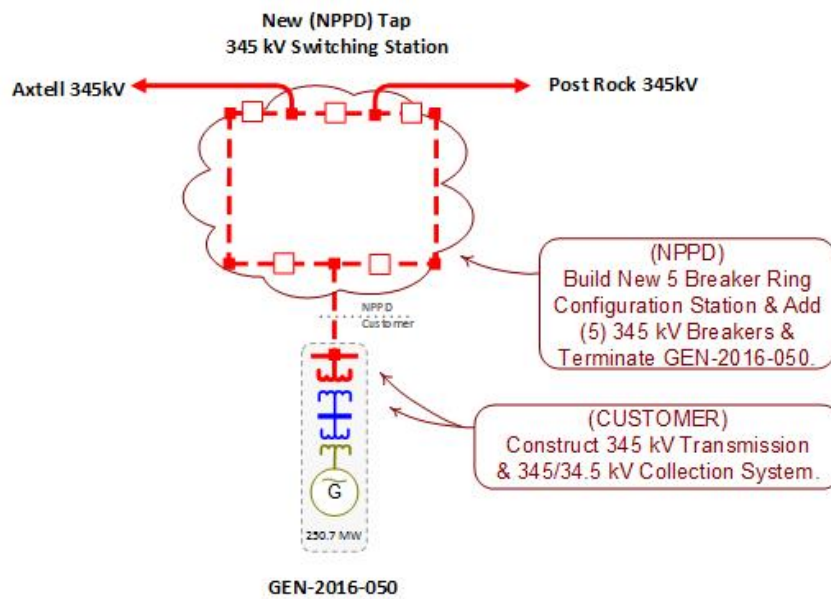 New (NPPD) Tap
345 kV Switching Station
Axtell 345kV
Post Rock 345kV
(NPPD)
Build New 5 Breaker Ring
Configuration Station & Add
(5) 345 kV Breakers &
Terminate GEN-2016-050.
NPPD
Customer
(CUSTOMER)
Construct 345 kV Transmission
& 345/34.5 kV Collection System.
G
250.7 MW
GEN-2016-050